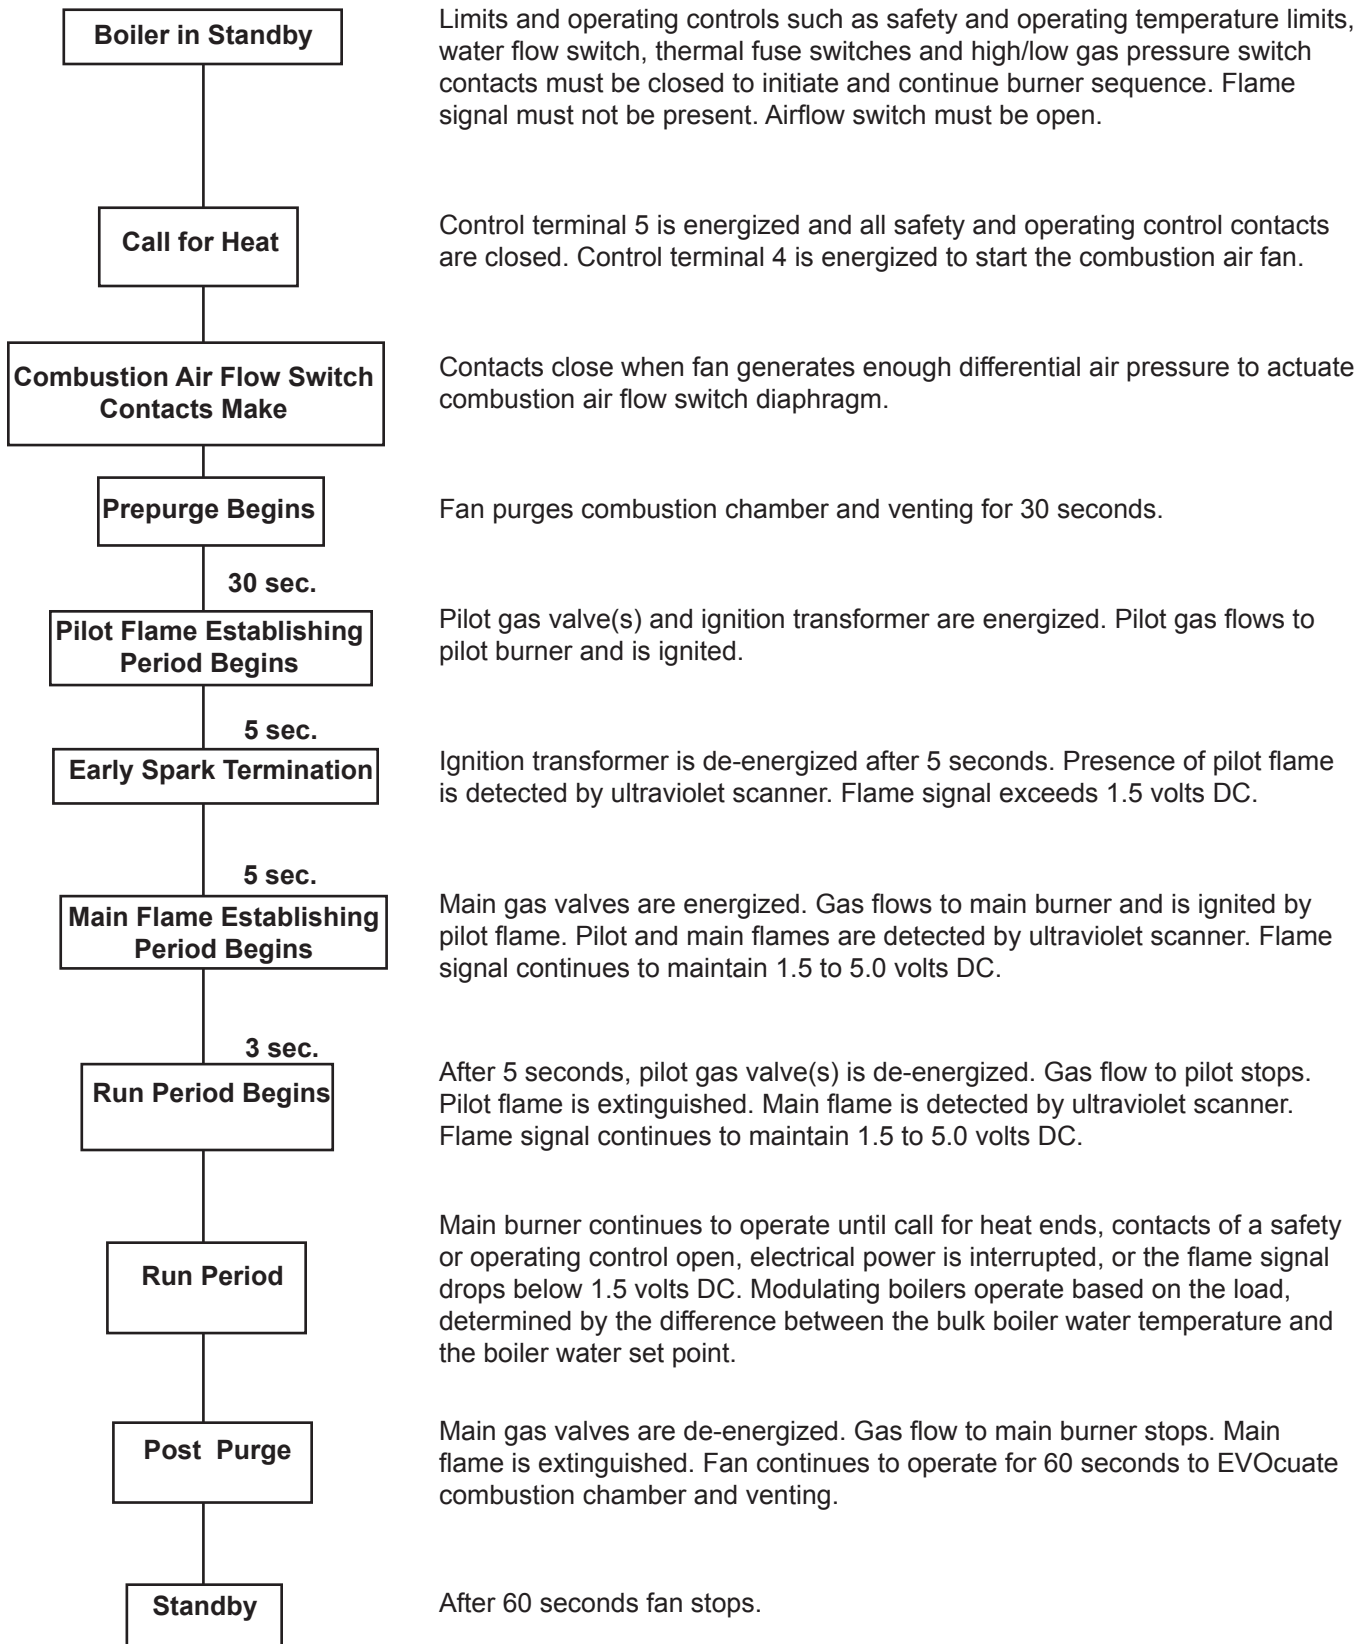 Boiler in Standby
Limits and operating controls such as safety and operating temperature limits,
water flow switch, thermal fuse switches and high/low gas pressure switch
contacts must be closed to initiate and continue burner sequence. Flame
signal must not be present. Airflow switch must be open.
Call for Heat
Control terminal 5 is energized and all safety and operating control contacts
are closed. Control terminal 4 is energized to start the combustion air fan.
Combustion Air Flow Switch
Contacts Make
Contacts close when fan generates enough differential air pressure to actuate
combustion air flow switch diaphragm.
Prepurge Begins
Fan purges combustion chamber and venting for 30 seconds.
30 sec.
Pilot Flame Establishing
Period Begins
Pilot gas valve(s) and ignition transformer are energized. Pilot gas flows to
pilot burner and is ignited.
5 sec.
Early Spark Termination
Ignition transformer is de-energized after 5 seconds. Presence of pilot flame
is detected by ultraviolet scanner. Flame signal exceeds 1.5 volts DC.
5 sec.
Main Flame Establishing
Period Begins
Main gas valves are energized. Gas flows to main burner and is ignited by
pilot flame. Pilot and main flames are detected by ultraviolet scanner. Flame
signal continues to maintain 1.5 to 5.0 volts DC.
3 sec.
Run Period Begins
After 5 seconds, pilot gas valve(s) is de-energized. Gas flow to pilot stops.
Pilot flame is extinguished. Main flame is detected by ultraviolet scanner.
Flame signal continues to maintain 1.5 to 5.0 volts DC.
Run Period
Main burner continues to operate until call for heat ends, contacts of a safety
or operating control open, electrical power is interrupted, or the flame signal
drops below 1.5 volts DC. Modulating boilers operate based on the load,
determined by the difference between the bulk boiler water temperature and
the boiler water set point.
Post Purge
Main gas valves are de-energized. Gas flow to main burner stops. Main
flame is extinguished. Fan continues to operate for 60 seconds to EVOcuate
combustion chamber and venting.
Standby
After 60 seconds fan stops.